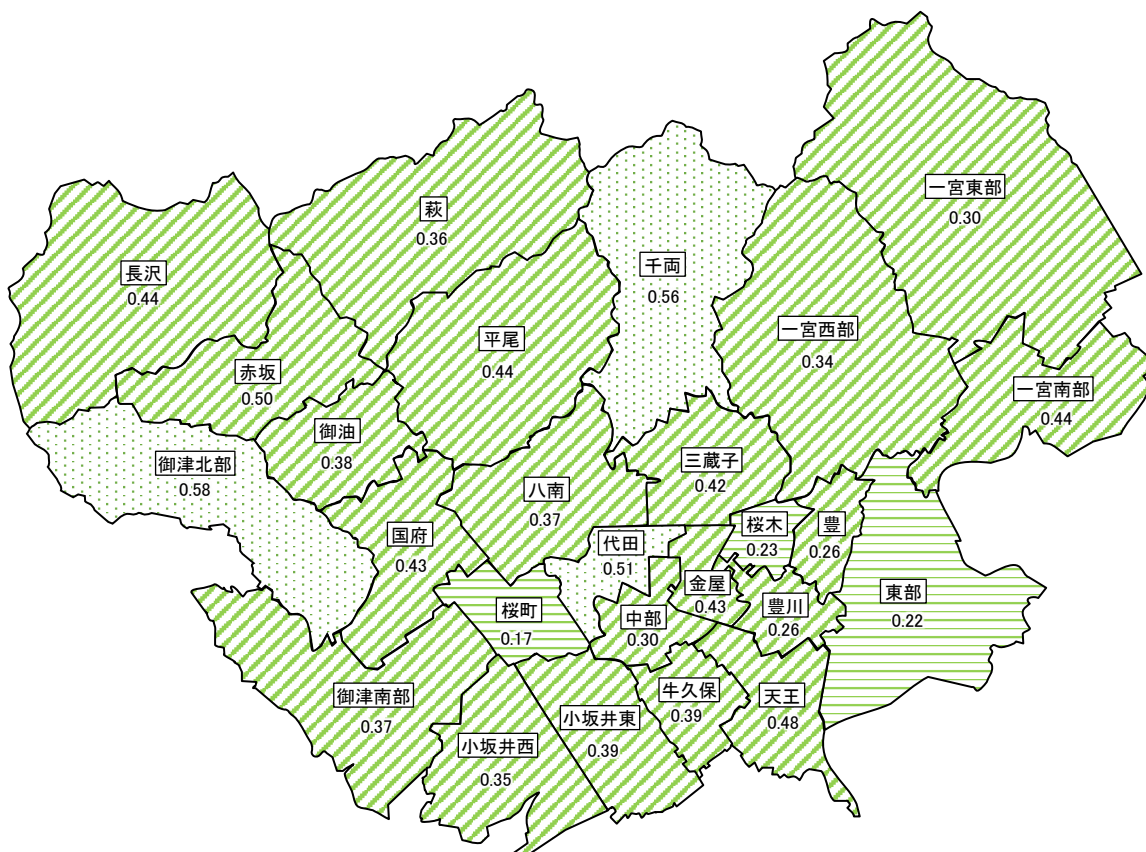 一宮東部
0.30
萩
0.36
千両
0.56
長沢
0.44
一宮西部
0.34
平尾
0.44
赤坂
0.50
一宮南部
0.44
御油
0.38
御津北部
0.58
三蔵子
0.42
八南
0.37
国府
0.43
代田
0.51
桜木
0.23
豊
0.26
金屋
0.43
東部
0.22
桜町
0.17
中部
0.30
豊川
0.26
御津南部
0.37
牛久保
0.39
天王
0.48
小坂井東
0.39
小坂井西
0.35